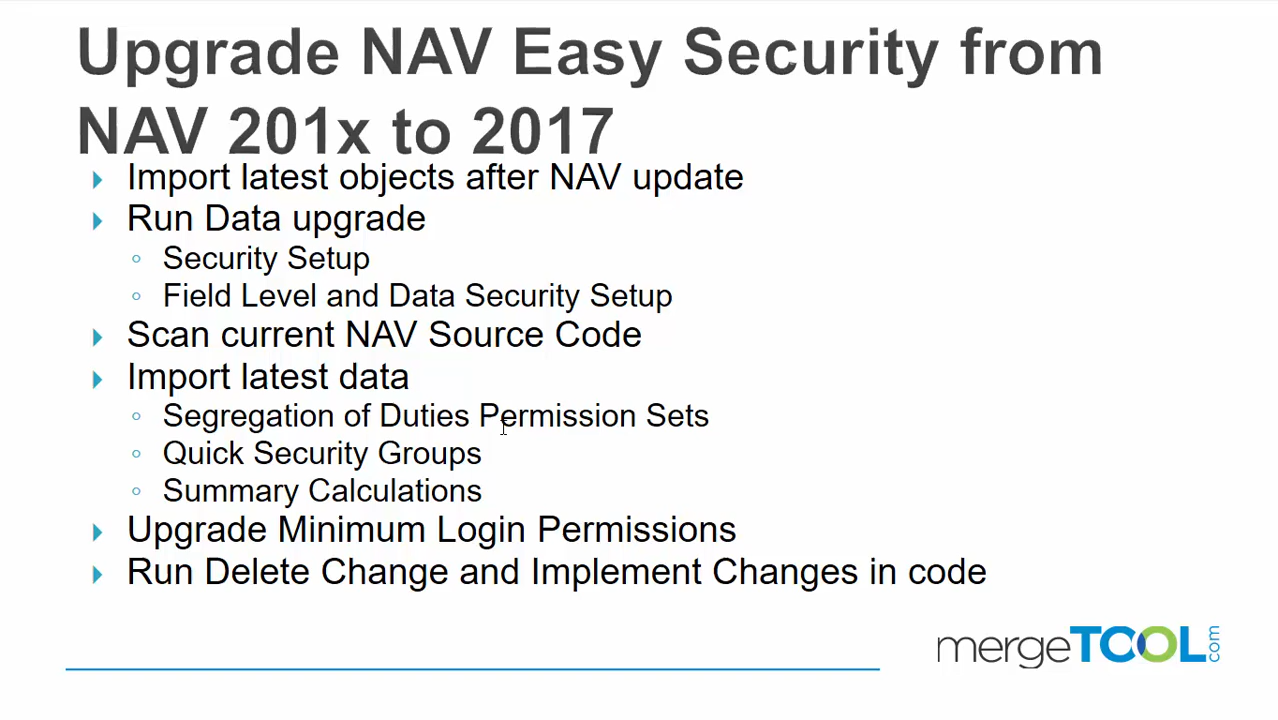 Upgrade NAV Easy Security from
NAV 201x to 2017
Import latest objects after NAV update
Run Data upgrade
Security Setup
Field Level and Data Security Setup
Scan current NAV Source Code
Import latest data
Segregation of Duties Permission Sets
Quick Security Groups
Summary Calculations
Upgrade Minimum Login Permissions
Run Delete Change and Implement Changes in code
mergeTOOL.com